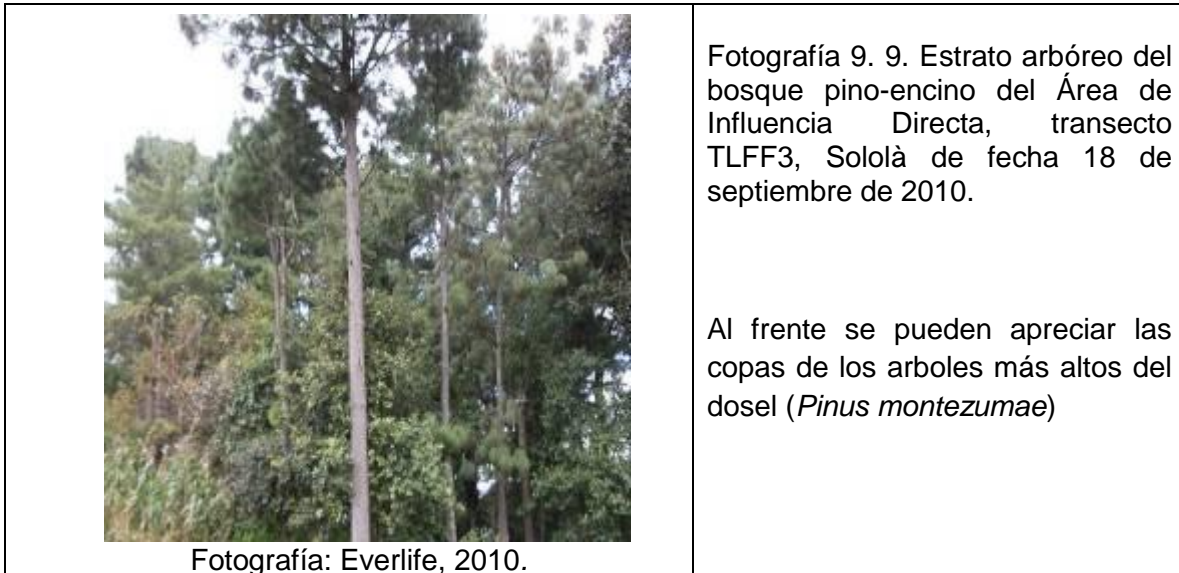 Fotografía 9. 9. Estrato arbóreo del
bosque pino-encino del Área de
Influencia Directa, transecto
TLFF3, Sololà de fecha 18 de
septiembre de 2010.
Al frente se pueden apreciar las
copas de los arboles más altos del
dosel (Pinus montezumae)
Fotografía: Everlife, 2010.